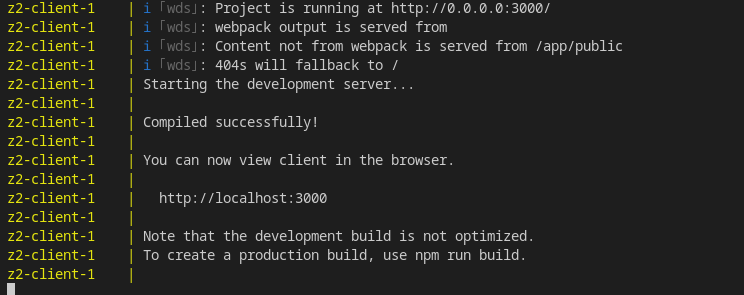 z2-client-1 | i ｢wds｣: Project is running at http://0.0.0.0:3000/
z2-client-1 | i ｢wds｣: webpack output is served from
z2-client-1 | i ｢wds｣: Content not from webpack is served from /app/public
z2-client-1 | i ｢wds｣: 404s will fallback to /
z2-client-1 | Starting the development server...
z2-client-1 |
z2-client-1 | Compiled successfully!
z2-client-1 |
z2-client-1 | You can now view client in the browser.
z2-client-1 |
z2-client-1 |   http://localhost:3000
z2-client-1 |
z2-client-1 | Note that the development build is not optimized.
z2-client-1 | To create a production build, use npm run build.
z2-client-1 |